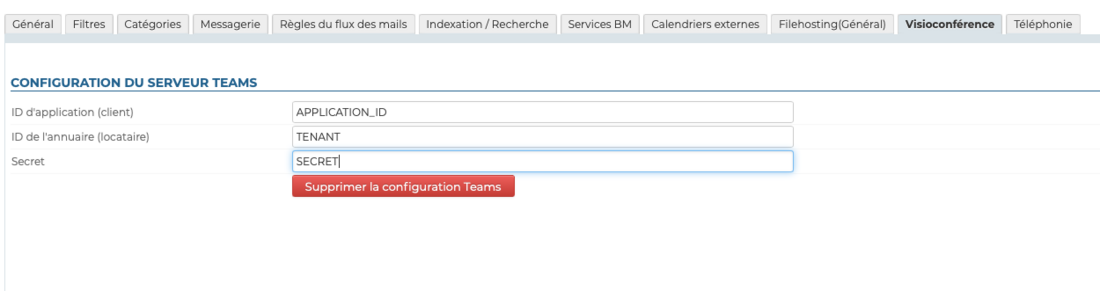 Général Filtres Catégories Messagerie Règles du flux des mails Indexation / Recherche Services BM Calendriers externes Filehosting(Général) Visioconférence Téléphonie
CONFIGURATION DU SERVEUR TEAMS
ID d'application (client) APPLICATION_ID
ID de l'annuaire (locataire) TENANT
Secret SECRET
Supprimer la configuration Teams